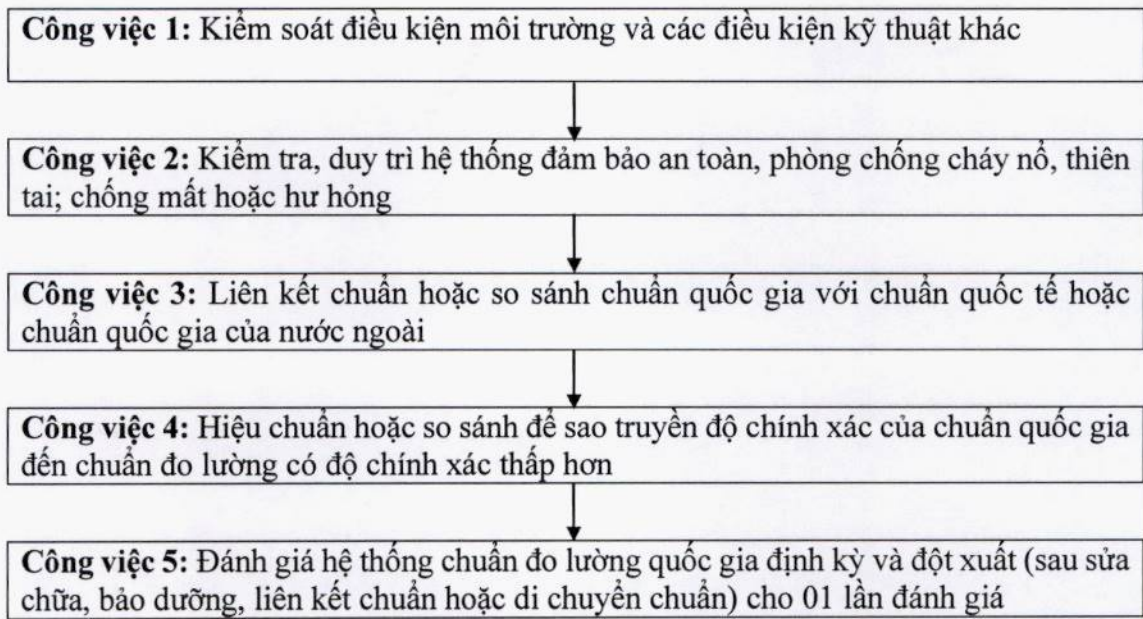 Công việc 1: Kiểm soát điều kiện môi trường và các điều kiện kỹ thuật khác
Công việc 2: Kiểm tra, duy trì hệ thống đảm bảo an toàn, phòng chống cháy nổ, thiên
tai; chống mất hoặc hư hỏng
Công việc 3: Liên kết chuẩn hoặc so sánh chuẩn quốc gia với chuẩn quốc tế hoặc
chuẩn quốc gia của nước ngoài
Công việc 4: Hiệu chuẩn hoặc so sánh để sao truyền độ chính xác của chuẩn quốc gia
đến chuẩn đo lường có độ chính xác thấp hơn
Công việc 5: Đánh giá hệ thống chuẩn đo lường quốc gia định kỳ và đột xuất (sau sửa
chữa, bảo dưỡng, liên kết chuẩn hoặc di chuyển chuẩn) cho 01 lần đánh giá